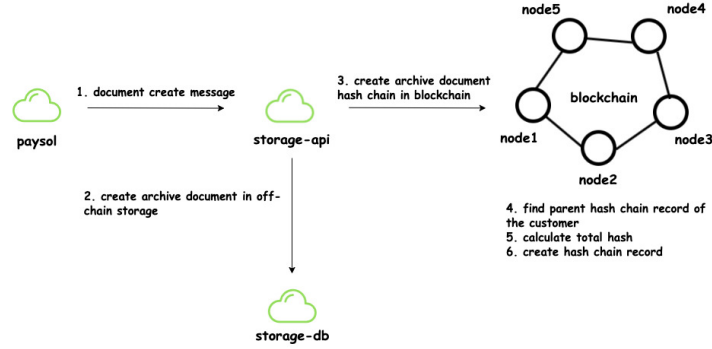 node5
node4
1. document create message
3. create archive document
hash chain in blockchain
blockchain
paysol
storage-api
node1
node3
node2
2. create archive document in off-
chain storage
4. find parent hash chain record of
the customer
5. calculate total hash
6. create hash chain record
storage-db